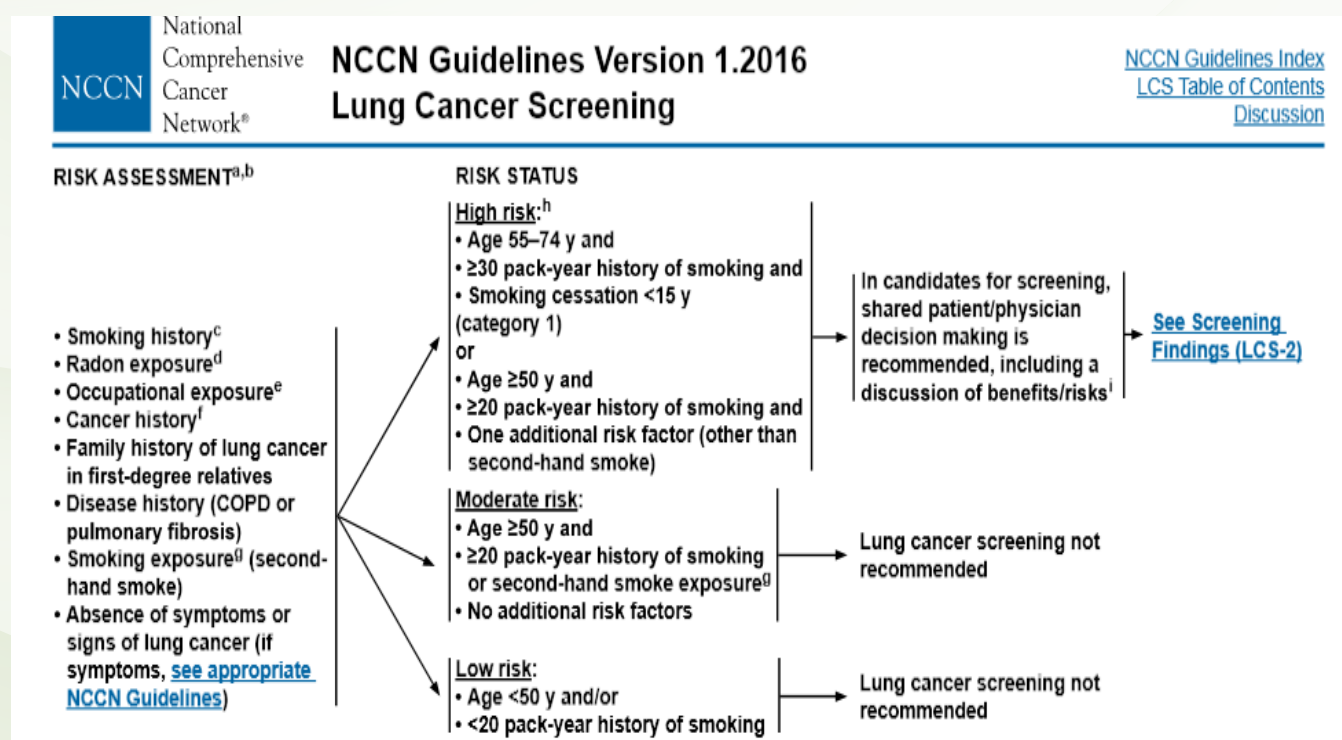 National
Comprehensive
NCCN Cancer
Network®
NCCN Guidelines Version 1.2016
Lung Cancer Screening
NCCN Guidelines Index
LCS Table of Contents
Discussion
RISK ASSESSMENTa,b
• Smoking historyc
• Radon exposured
• Occupational exposuree
• Cancer historyf
• Family history of lung cancer
in first-degree relatives
• Disease history (COPD or
pulmonary fibrosis)
• Smoking exposureg (second-
hand smoke)
• Absence of symptoms or
signs of lung cancer (if
symptoms, see appropriate
NCCN Guidelines)
RISK STATUS
High risk:h
• Age 55–74 y and
• ≥30 pack-year history of smoking and
• Smoking cessation <15 y
(category 1)
or
• Age ≥50 y and
• ≥20 pack-year history of smoking and
• One additional risk factor (other than
second-hand smoke)
In candidates for screening,
shared patient/physician
decision making is
recommended, including a
discussion of benefits/risksi
See Screening
Findings (LCS-2)
Moderate risk:
• Age ≥50 y and
• ≥20 pack-year history of smoking
or second-hand smoke exposureg
• No additional risk factors
Lung cancer screening not
recommended
Low risk:
• Age <50 y and/or
• <20 pack-year history of smoking
Lung cancer screening not
recommended